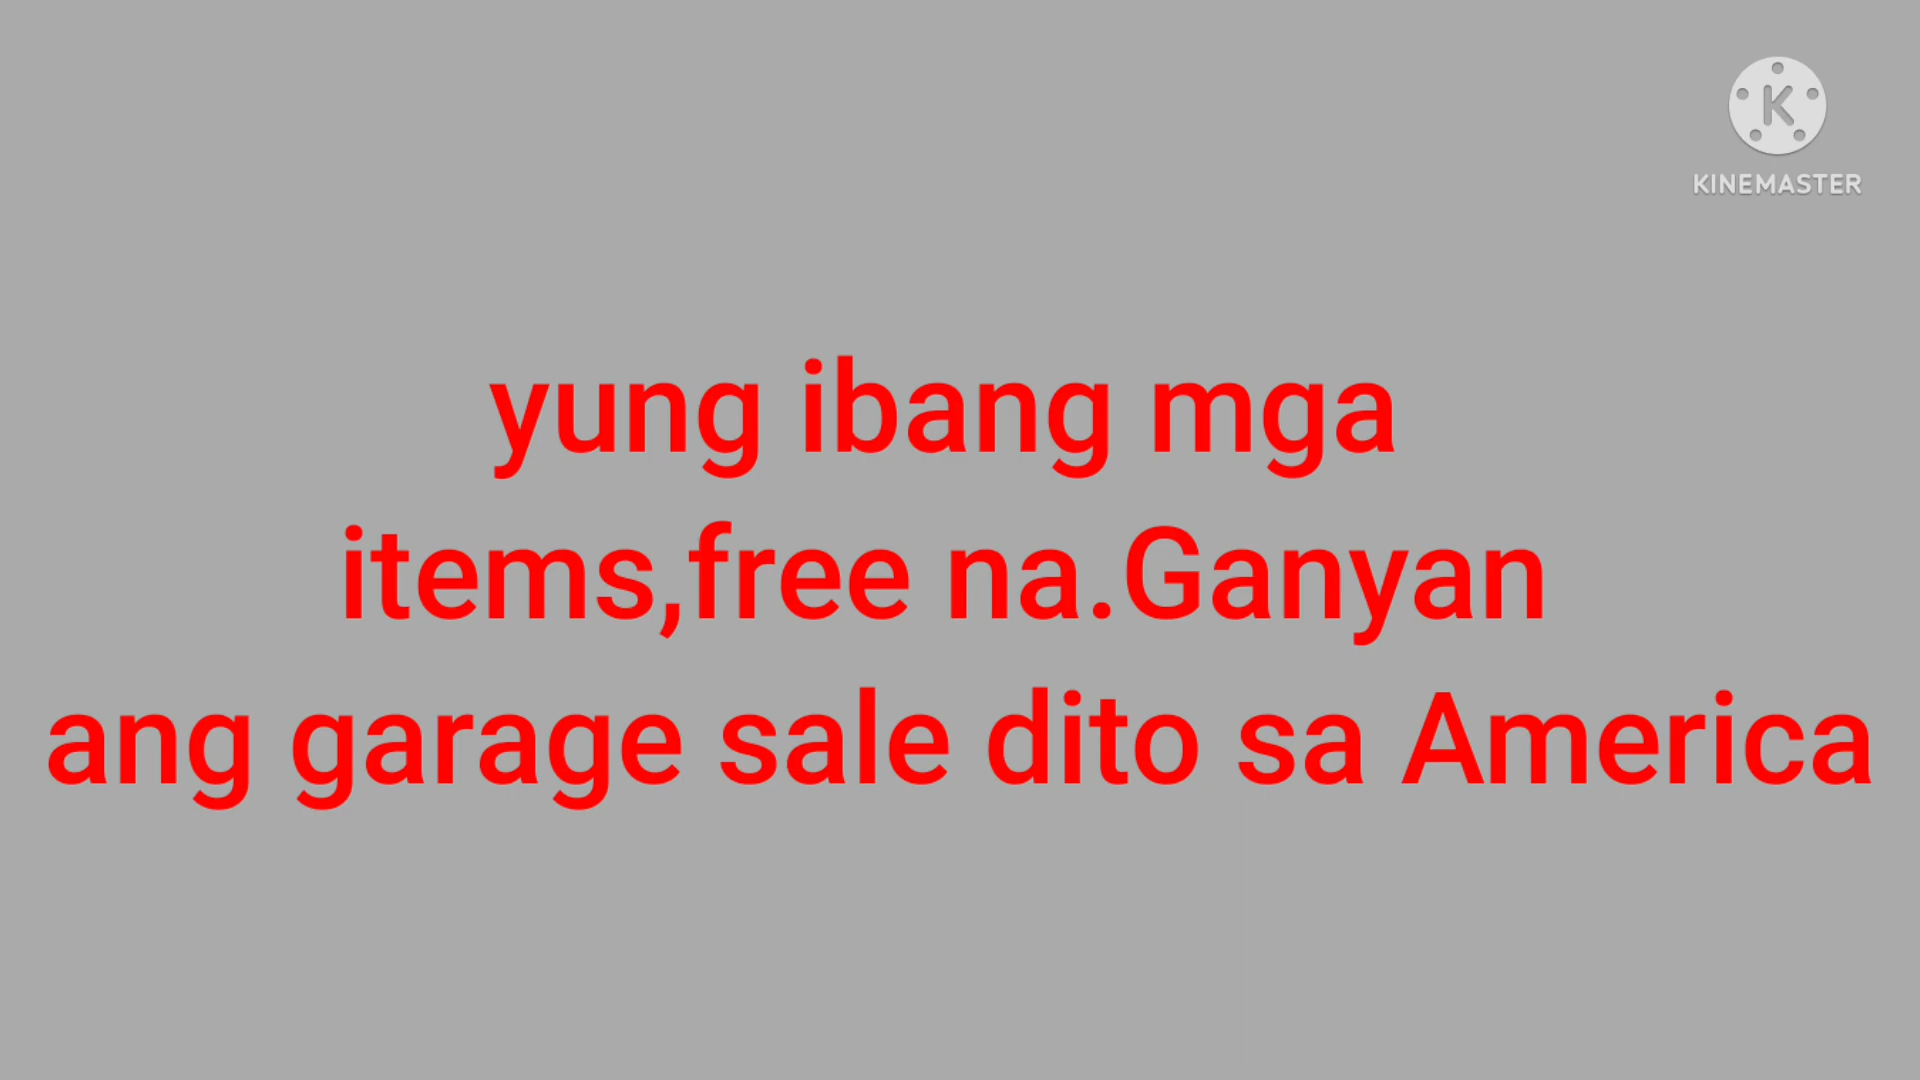 KINEMASTER
yung ibang mga
items,free na.Ganyan
ang garage sale dito sa America